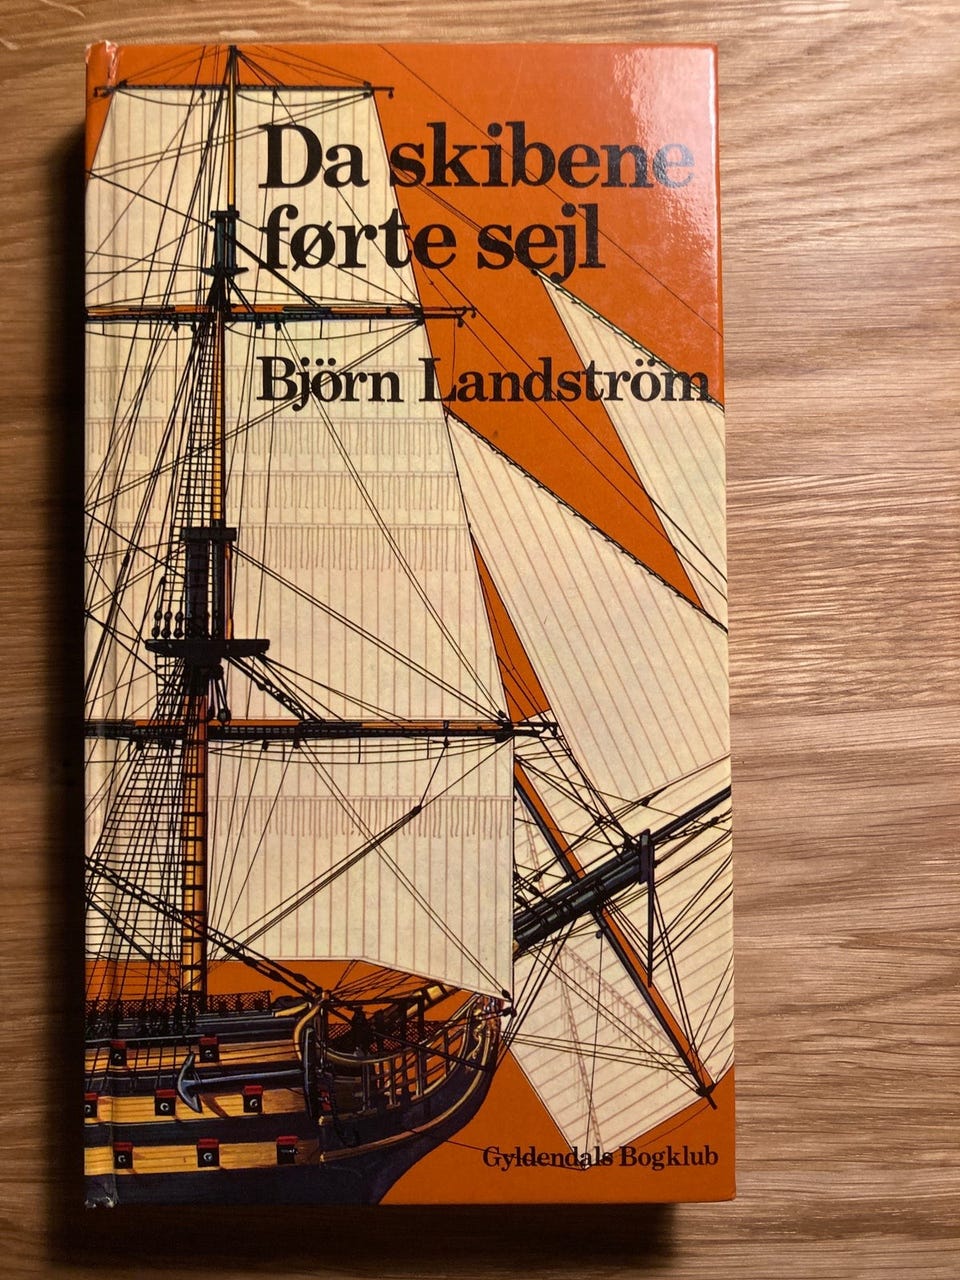 Da skibene
førte sejl
Björn Landström
Gyldendals Bogklub